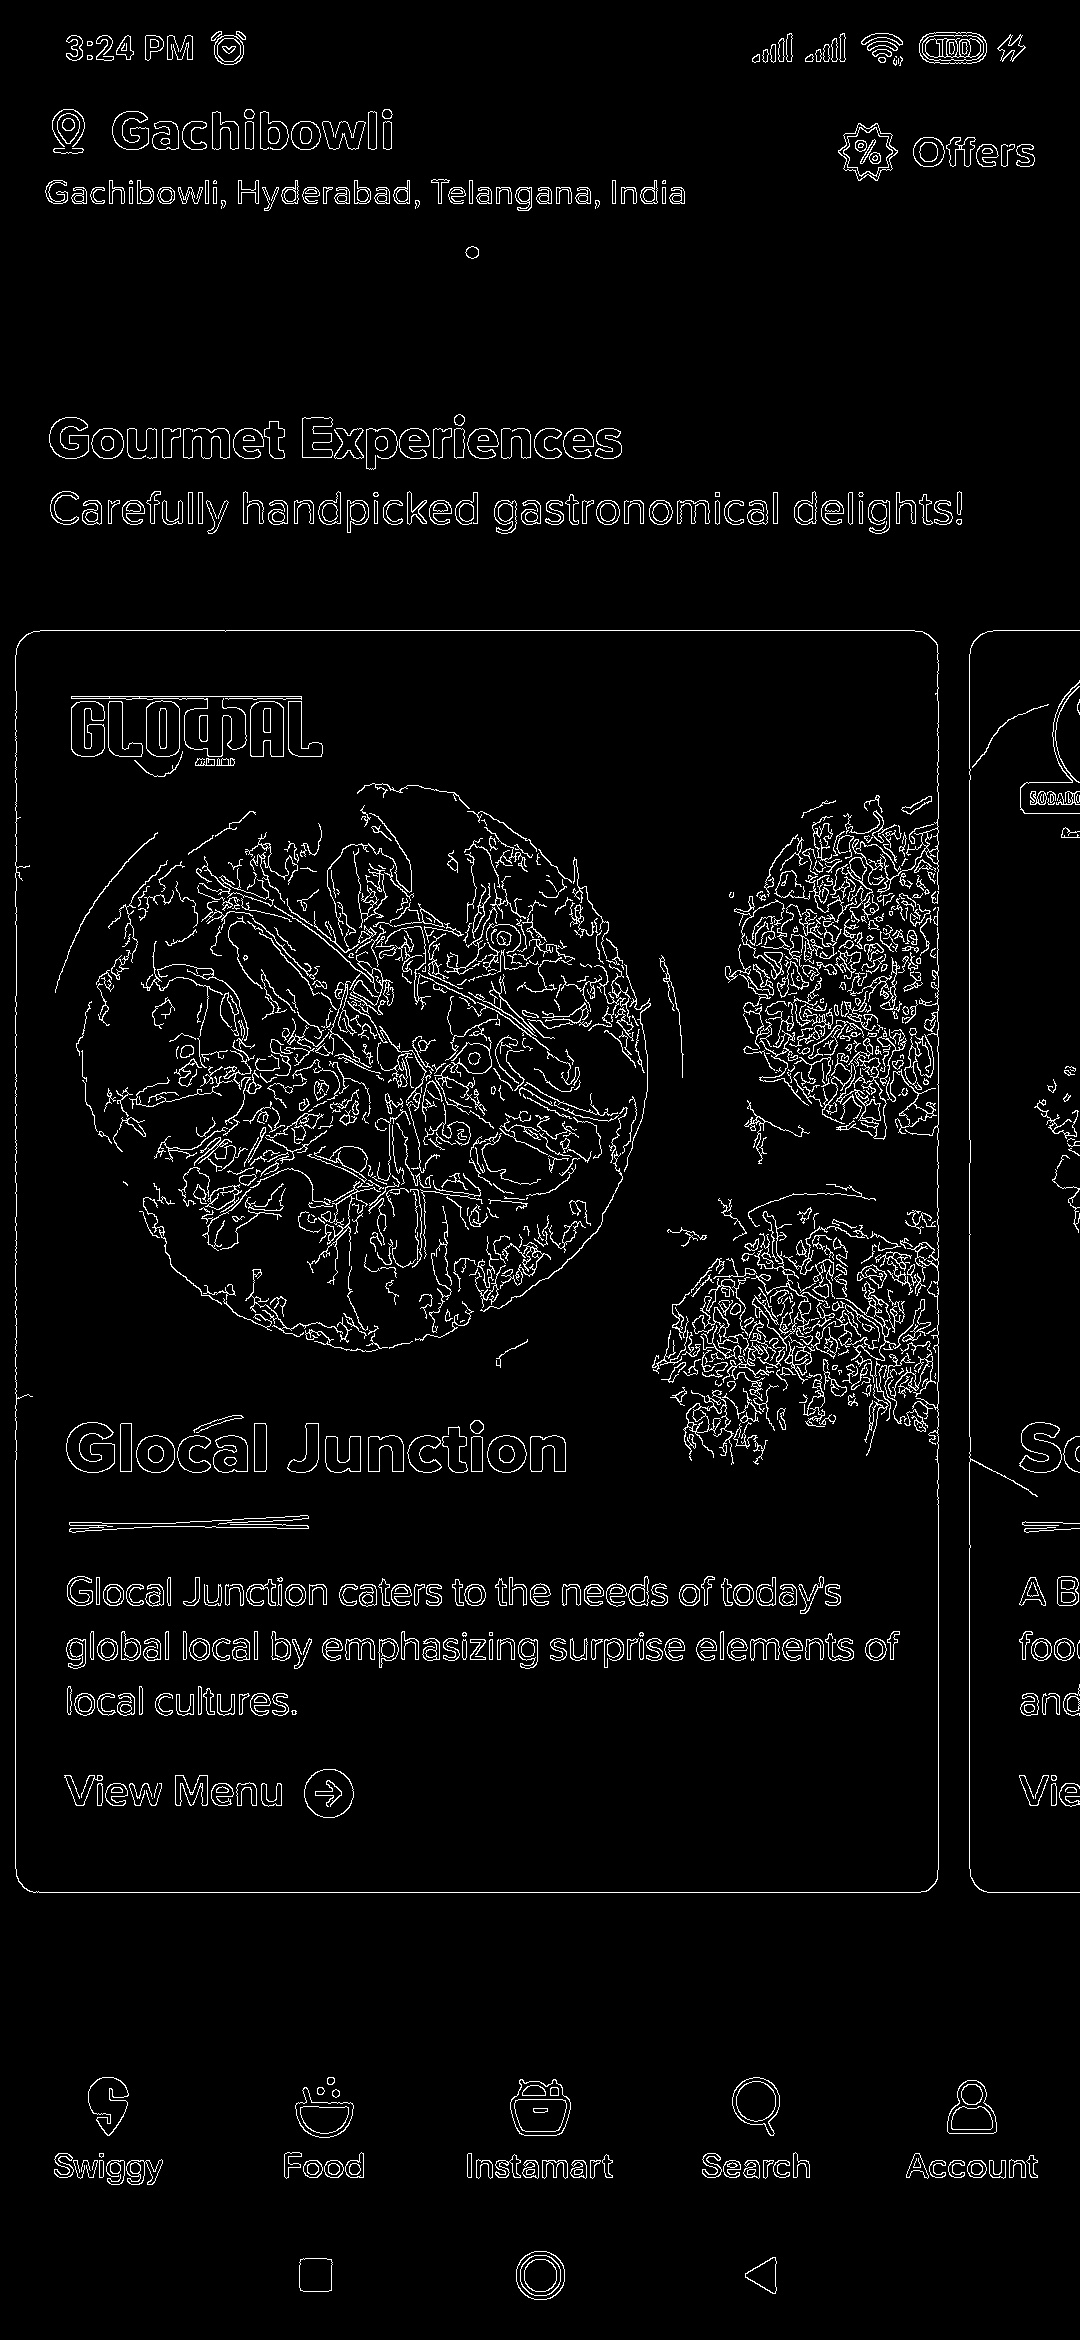 3:24 PM
100
Gachibowli
Offers
Gachibowli, Hyderabad, Telangana, India
Gourmet Experiences
Carefully handpicked gastronomical delights!
Glocal Junction
Glocal Junction caters to the needs of today's
global local by emphasizing surprise elements of
local cultures.
View Menu
A B
and
Swiggy
Food
Instamart
Search
Account